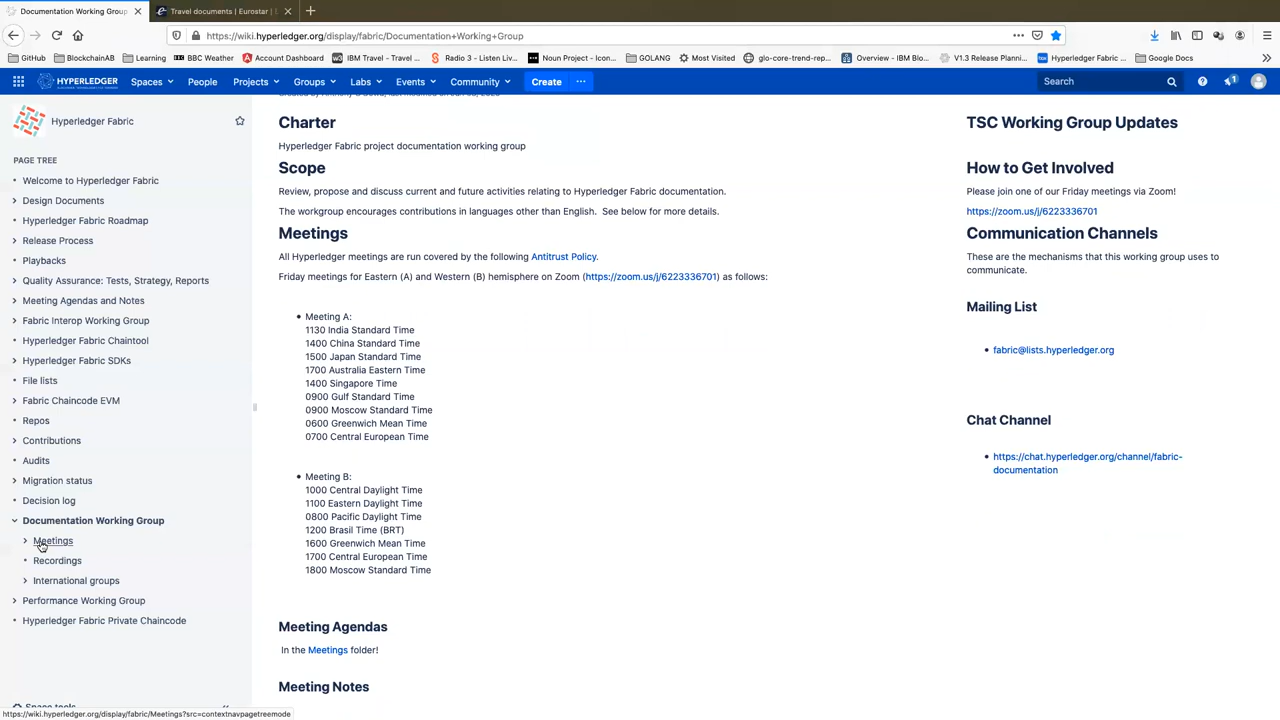 Documentation Working Group
Travel documents | Eurostar |
https://wiki.hyperledger.org/display/fabric/Documentation+Working+Group
GitHub
BlockchainAB
Learning
BBC Weather
Account Dashboard
IBM Travel - Travel ...
Radio 3 - Listen Liv...
Noun Project - Icon...
GOLANG
Most Visited
glo-core-trend-rep...
Overview - IBM Blo...
V1.3 Release Planni...
Hyperledger Fabric ...
Google Docs
HYPERLEDGER
Spaces
People
Projects
Groups
Labs
Events
Community
Create
Search
1
Hyperledger Fabric
PAGE TREE
Welcome to Hyperledger Fabric
Design Documents
Hyperledger Fabric Roadmap
Release Process
Playbacks
Quality Assurance: Tests, Strategy, Reports
Meeting Agendas and Notes
Fabric Interop Working Group
Hyperledger Fabric Chaintool
Hyperledger Fabric SDKs
File lists
Fabric Chaincode EVM
Repos
Contributions
Audits
Migration status
Decision log
Documentation Working Group
Meetings
Recordings
International groups
Performance Working Group
Hyperledger Fabric Private Chaincode
Space tools
https://wiki.hyperledger.org/display/fabric/Meetings?src=contextnavpagetreemode
Charter
Hyperledger Fabric project documentation working group
Scope
Review, propose and discuss current and future activities relating to Hyperledger Fabric documentation.
The workgroup encourages contributions in languages other than English. See below for more details.
Meetings
All Hyperledger meetings are run covered by the following Antitrust Policy.
Friday meetings for Eastern (A) and Western (B) hemisphere on Zoom (https://zoom.us/j/6223336701) as follows:
Meeting A:
1130 India Standard Time
1400 China Standard Time
1500 Japan Standard Time
1700 Australia Eastern Time
1400 Singapore Time
0900 Gulf Standard Time
0900 Moscow Standard Time
0600 Greenwich Mean Time
0700 Central European Time
Meeting B:
1000 Central Daylight Time
1100 Eastern Daylight Time
0800 Pacific Daylight Time
1200 Brasil Time (BRT)
1600 Greenwich Mean Time
1700 Central European Time
1800 Moscow Standard Time
Meeting Agendas
In the Meetings folder!
Meeting Notes
TSC Working Group Updates
How to Get Involved
Please join one of our Friday meetings via Zoom!
https://zoom.us/j/6223336701
Communication Channels
These are the mechanisms that this working group uses to
communicate.
Mailing List
fabric@lists.hyperledger.org
Chat Channel
https://chat.hyperledger.org/channel/fabric-
documentation